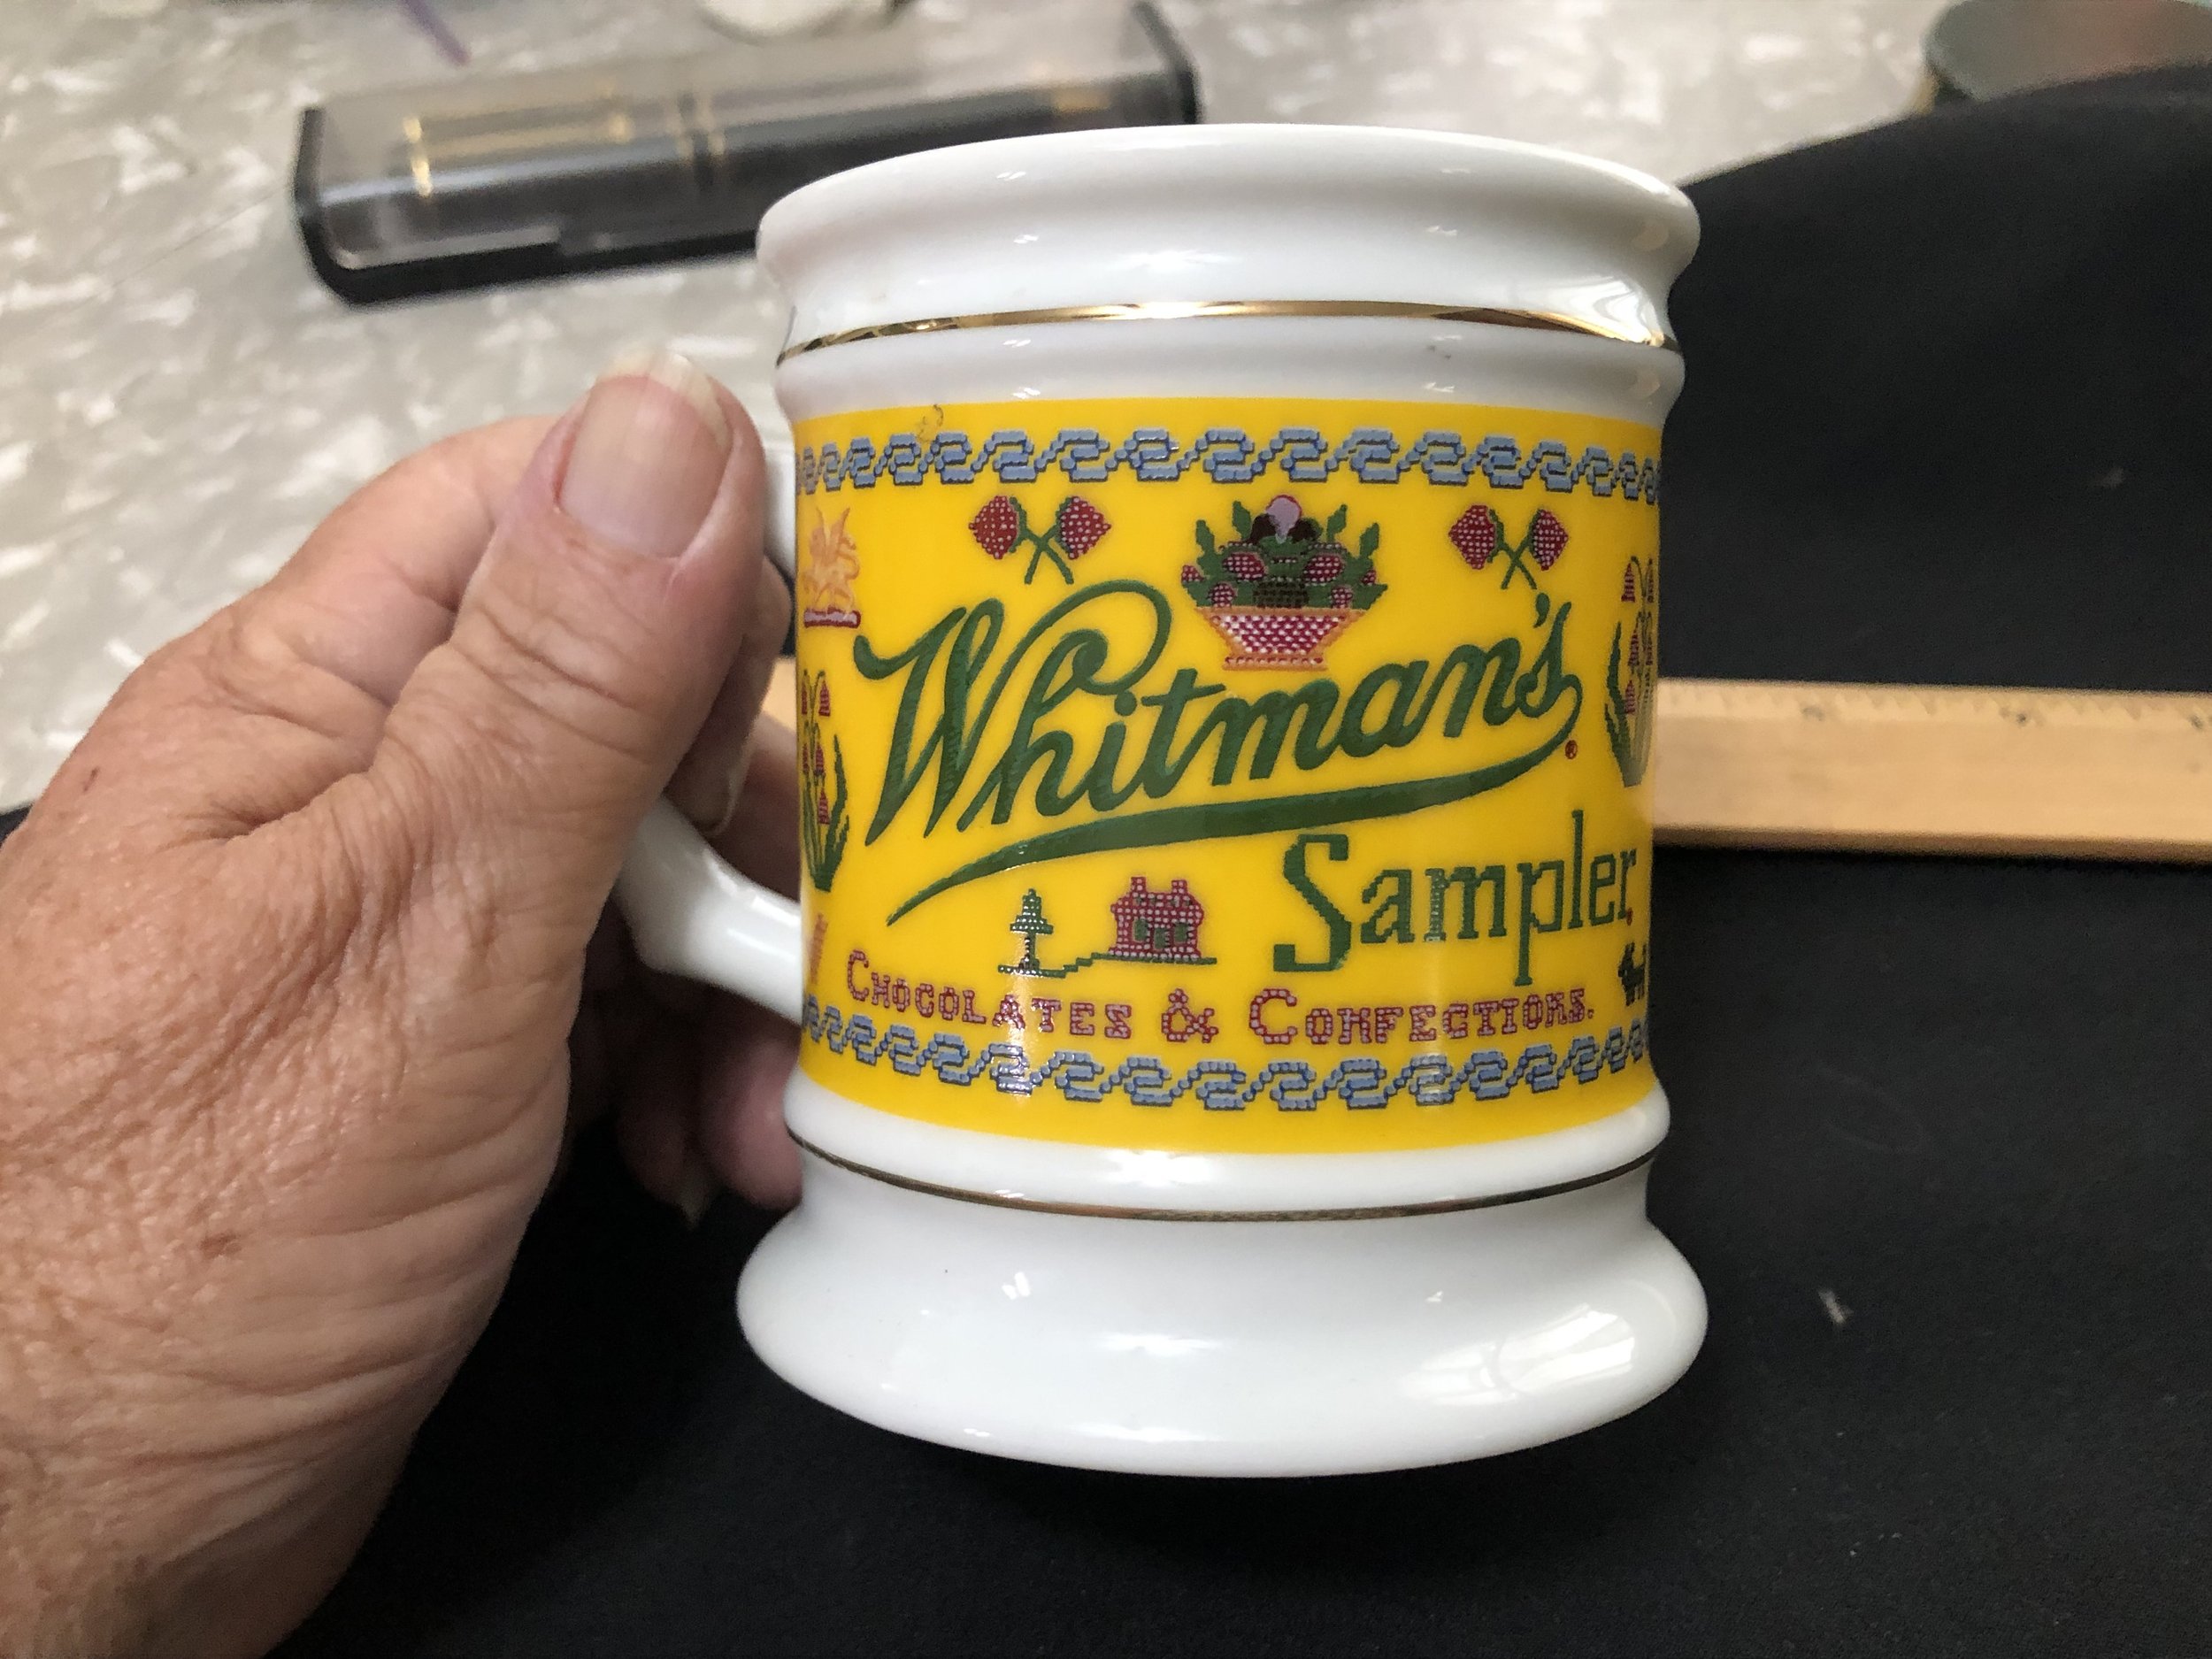 Whitman's®
Sampler
CHOCOLATES & CONFECTIONS.